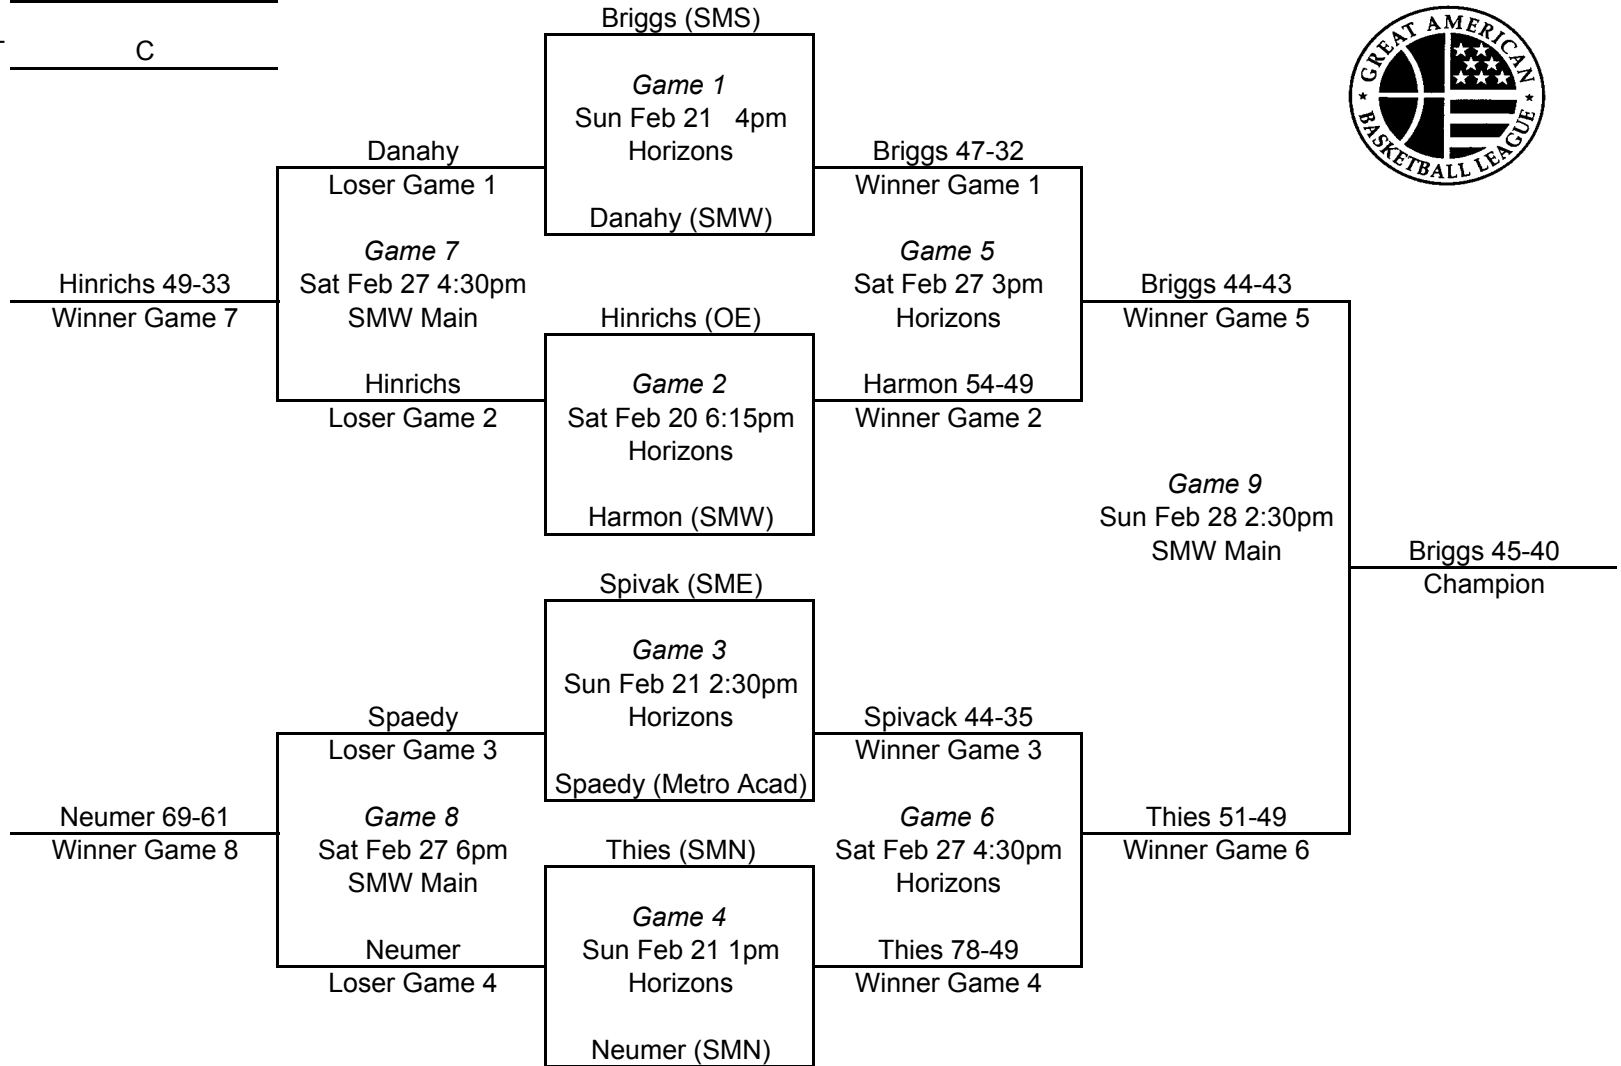 C
Briggs (SMS)
Game 1
Sun Feb 21 4pm
Horizons
Danahy (SMW)
Danahy
Loser Game 1
Game 7
Sat Feb 27 4:30pm
SMW Main
Hinrichs
Loser Game 2
Hinrichs 49-33
Winner Game 7
Hinrichs (OE)
Game 2
Sat Feb 20 6:15pm
Horizons
Harmon (SMW)
Briggs 47-32
Winner Game 1
Game 5
Sat Feb 27 3pm
Horizons
Harmon 54-49
Winner Game 2
Briggs 44-43
Winner Game 5
Game 9
Sun Feb 28 2:30pm
SMW Main
Briggs 45-40
Champion
Spivak (SME)
Game 3
Sun Feb 21 2:30pm
Horizons
Spaedy (Metro Acad)
Spaedy
Loser Game 3
Game 8
Sat Feb 27 6pm
SMW Main
Neumer
Loser Game 4
Neumer 69-61
Winner Game 8
Thies (SMN)
Game 4
Sun Feb 21 1pm
Horizons
Neumer (SMN)
Spivack 44-35
Winner Game 3
Game 6
Sat Feb 27 4:30pm
Horizons
Thies 78-49
Winner Game 4
Thies 51-49
Winner Game 6
GREAT AMERICAN
BASKETBALL LEAGUE